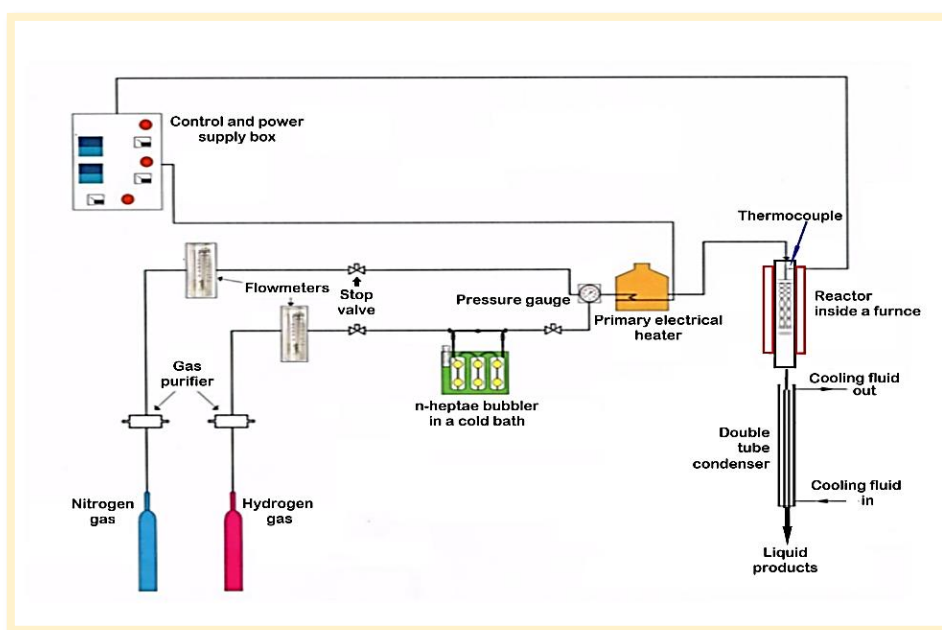 Control and power
supply box
Thermocouple
Flowmeters
Stop
valve
Pressure gauge
Primary electrical
heater
Reactor
inside a furnce
Gas
purifier
n-heptae bubbler
in a cold bath
Cooling fluid
out
Double
tube
condenser
Cooling fluid
in
Nitrogen
gas
Hydrogen
gas
Liquid
products